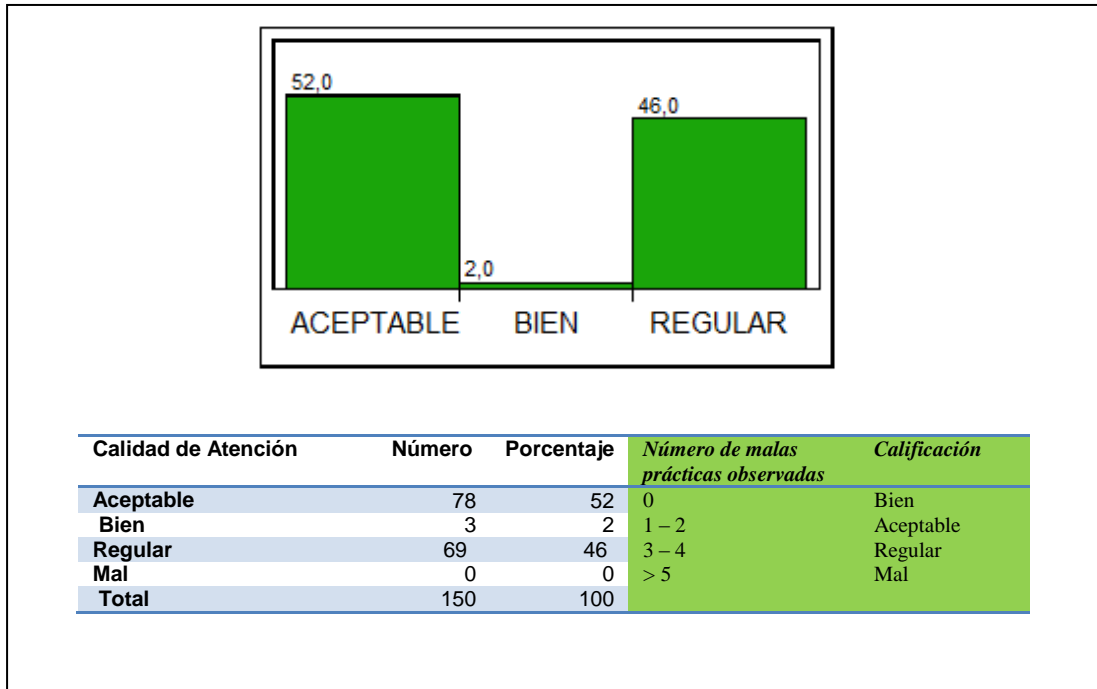 52,0
46,0
2,0
ACEPTABLE BIEN REGULAR
Calidad de Atención Número Porcentaje Número de malas prácticas observadas Calificación
Aceptable 78 52 0 Bien
Bien 3 2 1 – 2 Aceptable
Regular 69 46 3 – 4 Regular
Mal 0 0 > 5 Mal
Total 150 100